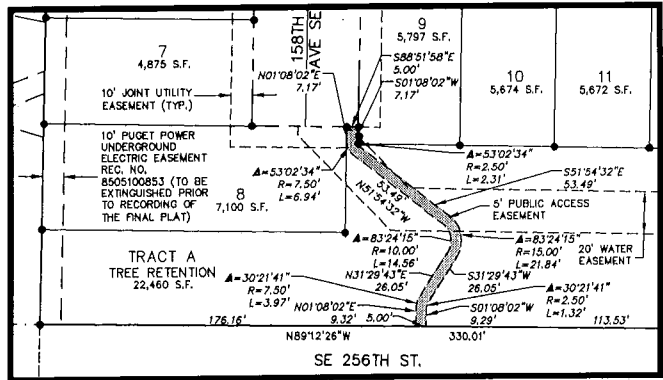 158TH
AVE SE
7
4,875 S.F.
9
5,797 S.F.
10
5,674 S.F.
11
5,672 S.F.
S88'51'58"E
5.00'
N01'08'02"E
7.17'
S01'08'02"W
7.17'
10' JOINT UTILITY
EASEMENT (TYP.)
10' PUGET POWER
UNDERGROUND
ELECTRIC EASEMENT
REC. NO.
8505100853 (TO BE
EXTINGUISHED PRIOR
TO RECORDING OF
THE FINAL PLAT)
8
7,100 S.F.
▲=53'02'34"
R=7.50'
L=6.94'
▲=53'02'34"
R=2.50'
L=2.31'
53.49'
N51'54'32"W
S51'54'32"E
53.49'
5' PUBLIC ACCESS
EASEMENT
▲=83'24'15"
R=10.00'
L=14.56'
▲=83'24'15"
R=15.00'
L=21.84'
20' WATER
EASEMENT
TRACT A
TREE RETENTION
22,460 S.F.
N31'29'43"E
26.05'
S31'29'43"W
26.05'
▲=30'21'41"
R=7.50'
L=3.97'
▲=30'21'41"
R=2.50'
L=1.32'
N01'08'02"E
9.32'
S01'08'02"W
9.29'
176.16'
5.00'
113.53'
N89'12'26"W
330.01'
SE 256TH ST.